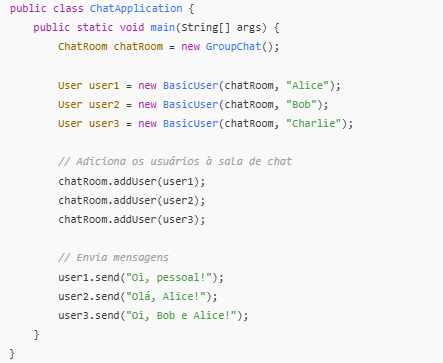 public class ChatApplication {
    public static void main(String[] args) {
        ChatRoom chatRoom = new GroupChat();

        User user1 = new BasicUser(chatRoom, "Alice");
        User user2 = new BasicUser(chatRoom, "Bob");
        User user3 = new BasicUser(chatRoom, "Charlie");

        // Adiciona os usuários à sala de chat
        chatRoom.addUser(user1);
        chatRoom.addUser(user2);
        chatRoom.addUser(user3);

        // Envia mensagens
        user1.send("Oi, pessoal!");
        user2.send("Olá, Alice!");
        user3.send("Oi, Bob e Alice!");
    }
}